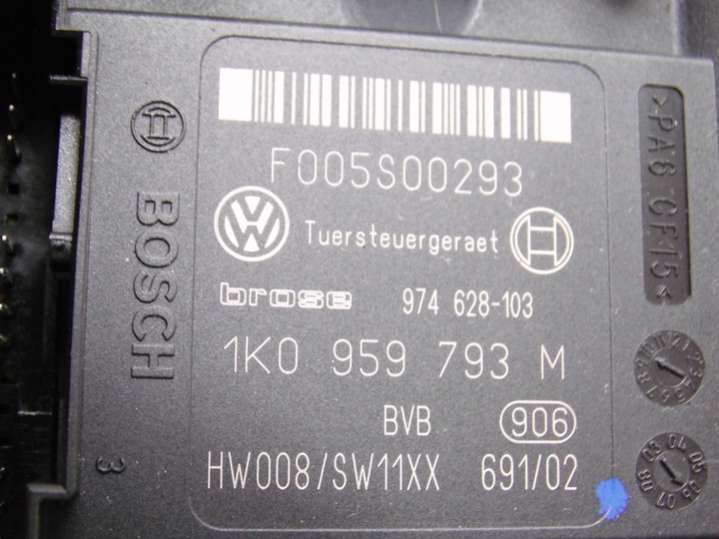 F005S00293
Tuersteuergeraet
brose 974 628-103
1K0 959 793 M
BVB 906
HW008/SW11XX 691/02
BOSCH
3
>PA6 GF15<